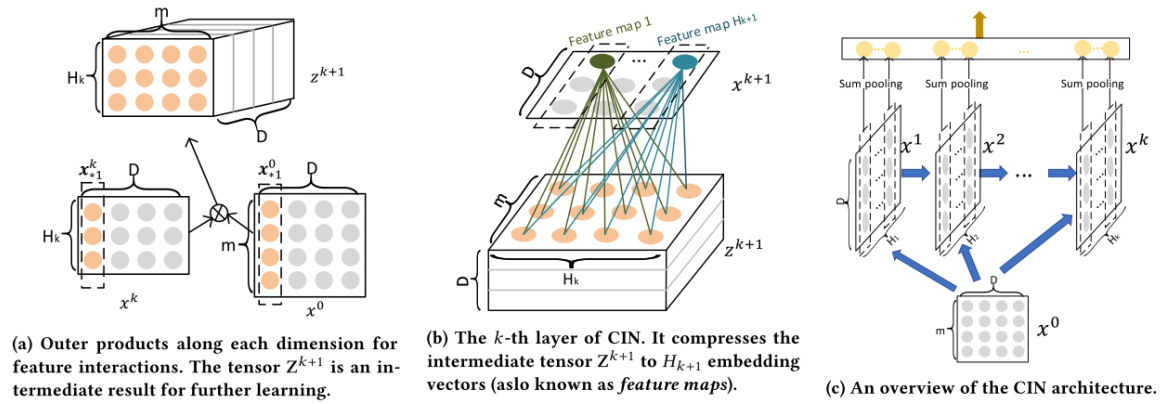 m
H_k
z^{k+1}
D
x^k_{*1}
D
x^0_{*1}
D
H_k
m
x^k
x^0
(a) Outer products along each dimension for
feature interactions. The tensor Z^{k+1} is an in-
termediate result for further learning.
Feature map 1
Feature map H_{k+1}
D
...
x^{k+1}
m
H_k
z^{k+1}
D
(b) The k-th layer of CIN. It compresses the
intermediate tensor Z^{k+1} to H_{k+1} embedding
vectors (aslo known as feature maps).
...
Sum pooling
Sum pooling
Sum pooling
x^1
x^2
x^k
D
...
H_1
H_2
H_k
D
m
x^0
(c) An overview of the CIN architecture.